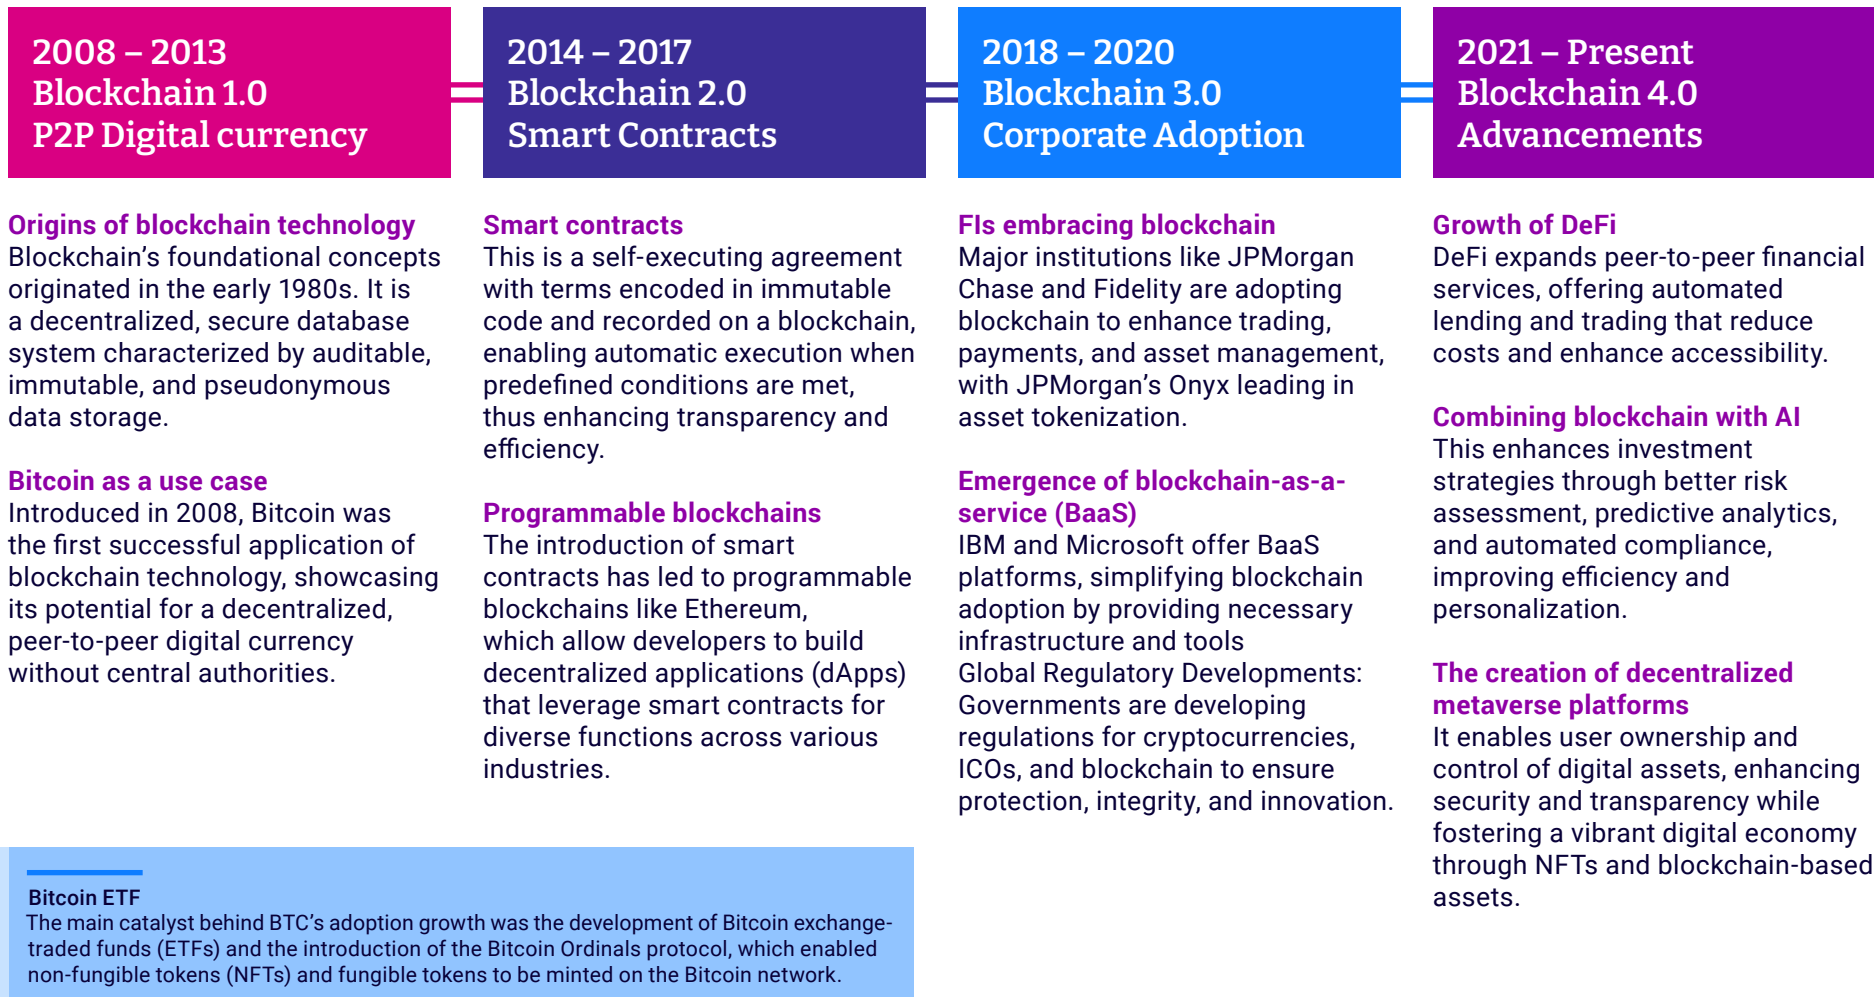 2008 – 2013
Blockchain 1.0
P2P Digital currency
Origins of blockchain technology
Blockchain’s foundational concepts
originated in the early 1980s. It is
a decentralized, secure database
system characterized by auditable,
immutable, and pseudonymous
data storage.
Bitcoin as a use case
Introduced in 2008, Bitcoin was
the first successful application of
blockchain technology, showcasing
its potential for a decentralized,
peer-to-peer digital currency
without central authorities.
2014 – 2017
Blockchain 2.0
Smart Contracts
Smart contracts
This is a self-executing agreement
with terms encoded in immutable
code and recorded on a blockchain,
enabling automatic execution when
predefined conditions are met,
thus enhancing transparency and
efficiency.
Programmable blockchains
The introduction of smart
contracts has led to programmable
blockchains like Ethereum,
which allow developers to build
decentralized applications (dApps)
that leverage smart contracts for
diverse functions across various
industries.
2018 – 2020
Blockchain 3.0
Corporate Adoption
FIs embracing blockchain
Major institutions like JPMorgan
Chase and Fidelity are adopting
blockchain to enhance trading,
payments, and asset management,
with JPMorgan’s Onyx leading in
asset tokenization.
Emergence of blockchain-as-a-
service (BaaS)
IBM and Microsoft offer BaaS
platforms, simplifying blockchain
adoption by providing necessary
infrastructure and tools
Global Regulatory Developments:
Governments are developing
regulations for cryptocurrencies,
ICOs, and blockchain to ensure
protection, integrity, and innovation.
2021 – Present
Blockchain 4.0
Advancements
Growth of DeFi
DeFi expands peer-to-peer financial
services, offering automated
lending and trading that reduce
costs and enhance accessibility.
Combining blockchain with AI
This enhances investment
strategies through better risk
assessment, predictive analytics,
and automated compliance,
improving efficiency and
personalization.
The creation of decentralized
metaverse platforms
It enables user ownership and
control of digital assets, enhancing
security and transparency while
fostering a vibrant digital economy
through NFTs and blockchain-based
assets.
Bitcoin ETF
The main catalyst behind BTC’s adoption growth was the development of Bitcoin exchange-
traded funds (ETFs) and the introduction of the Bitcoin Ordinals protocol, which enabled
non-fungible tokens (NFTs) and fungible tokens to be minted on the Bitcoin network.